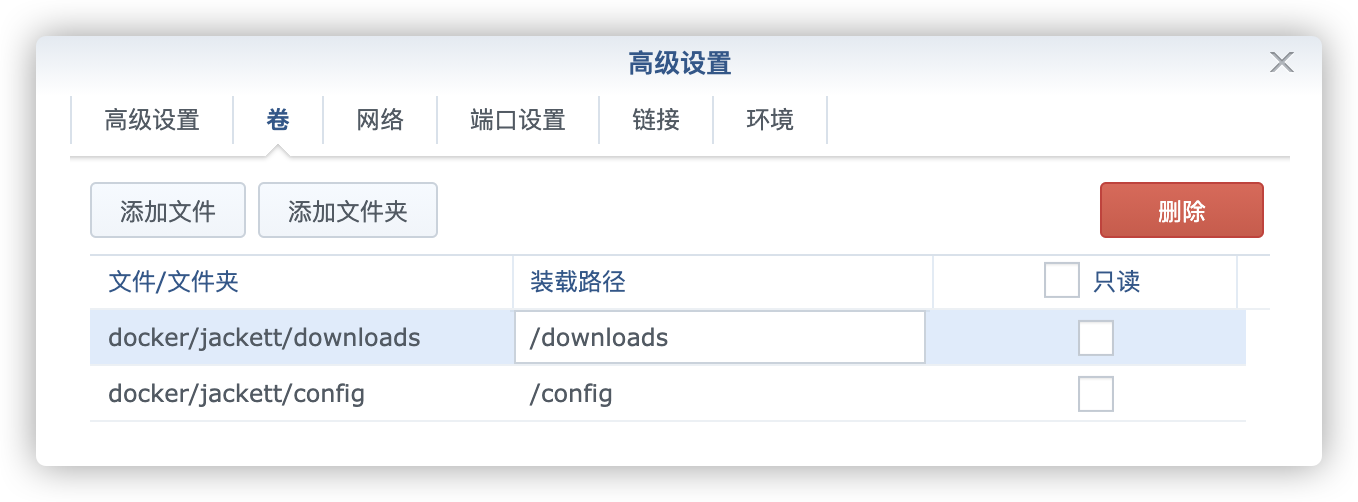 高级设置
高级设置 卷 网络 端口设置 链接 环境
添加文件 添加文件夹 删除
文件/文件夹 装载路径 只读
docker/jackett/downloads /downloads
docker/jackett/config /config